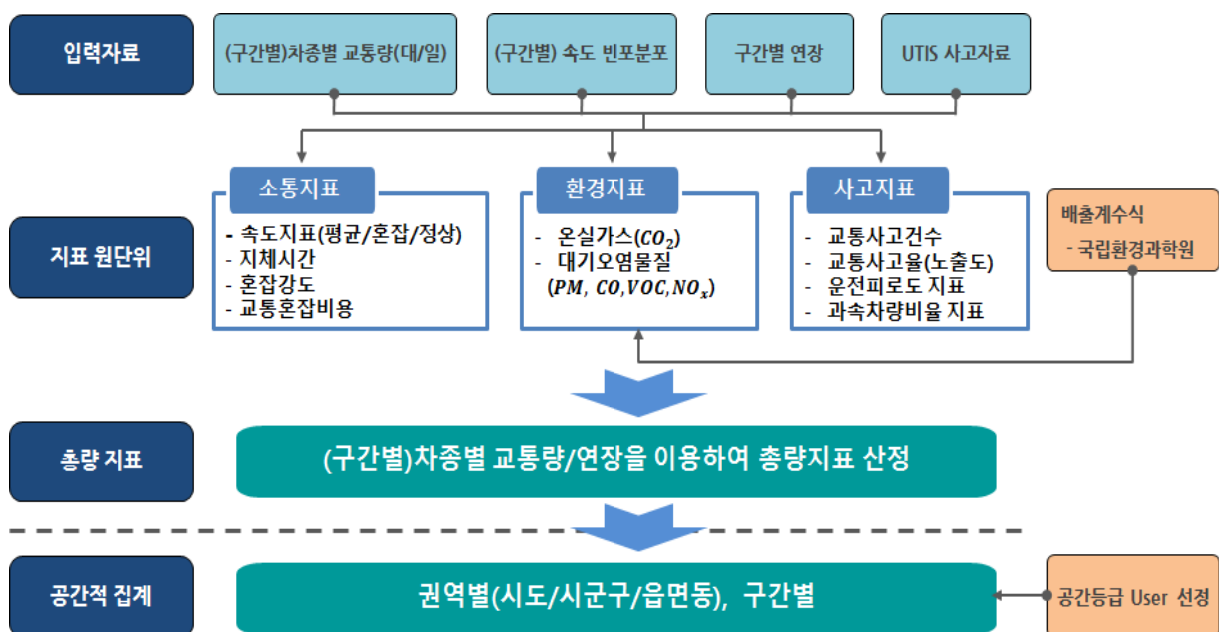 입력자료
(구간별)차종별 교통량(대/일)
(구간별) 속도 빈포분포
구간별 연장
UTIS 사고자료
지표 원단위
소통지표
- 속도지표(평균/혼잡/정상)
- 지체시간
- 혼잡강도
- 교통혼잡비용
환경지표
- 온실가스(CO₂)
- 대기오염물질
(PM, CO,VOC,NOₓ)
사고지표
- 교통사고건수
- 교통사고율(노출도)
- 운전피로도 지표
- 과속차량비율 지표
배출계수식
- 국립환경과학원
총량 지표
(구간별)차종별 교통량/연장을 이용하여 총량지표 산정
공간적 집계
권역별(시도/시군구/읍면동), 구간별
공간등급 User 선정